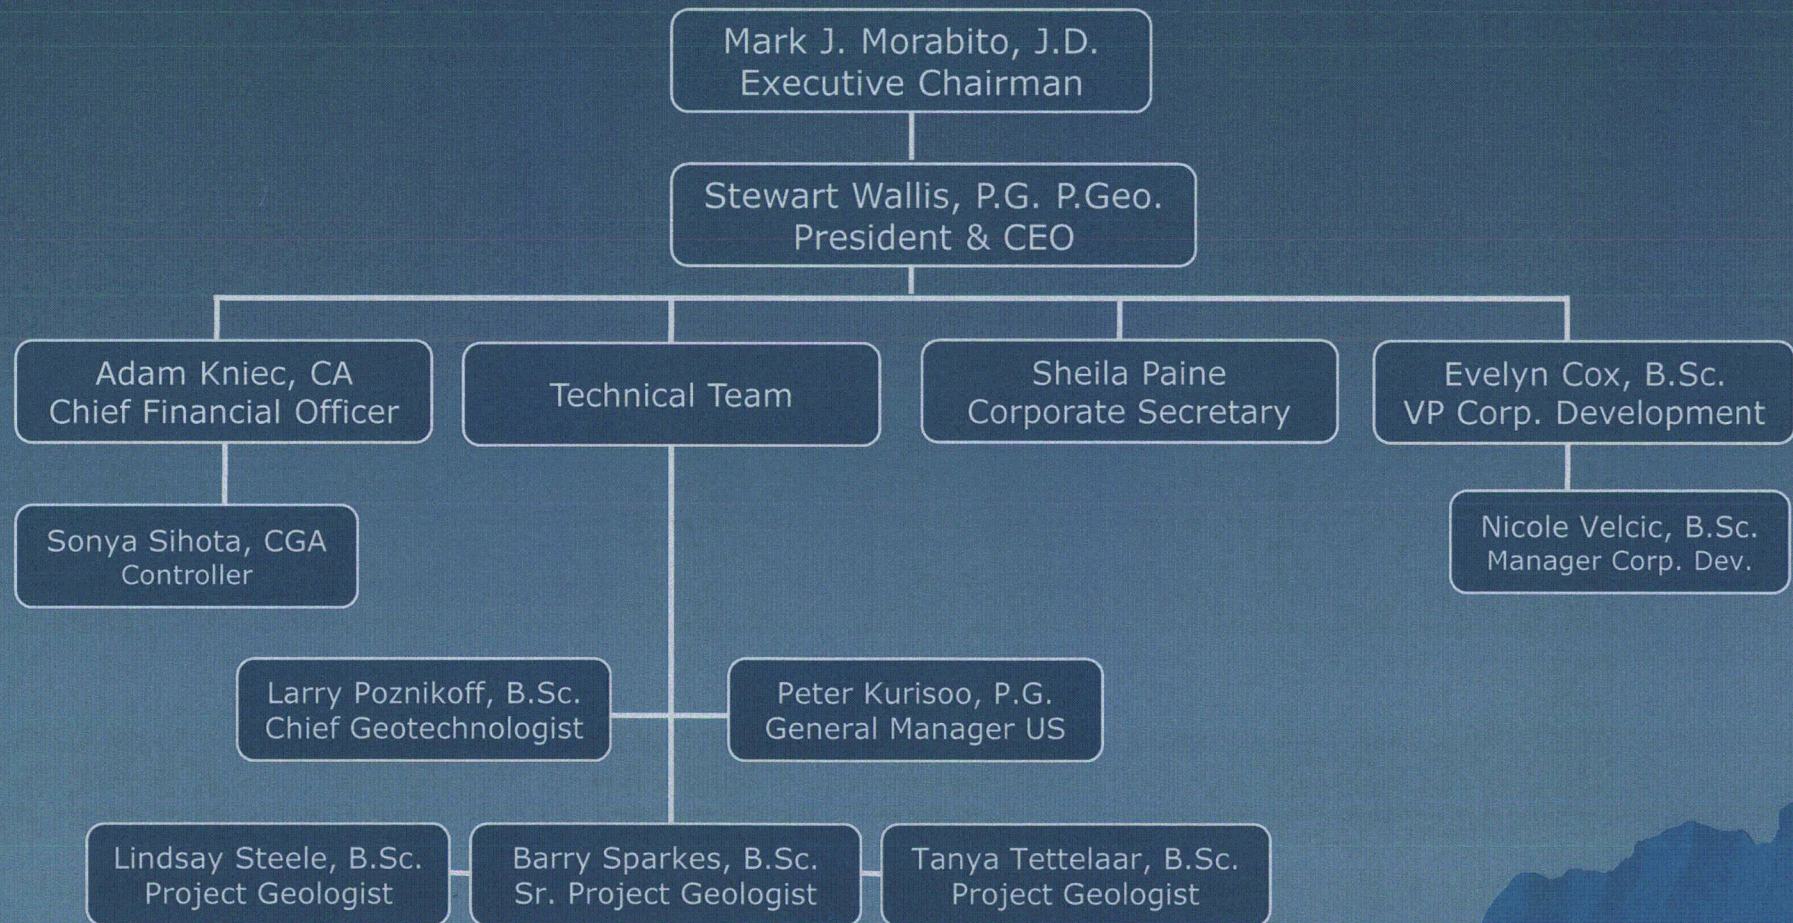 Mark J. Morabito, J.D.
Executive Chairman
Stewart Wallis, P.G. P.Geo.
President & CEO
Adam Kniec, CA
Chief Financial Officer
Technical Team
Sheila Paine
Corporate Secretary
Evelyn Cox, B.Sc.
VP Corp. Development
Sonya Sihota, CGA
Controller
Nicole Velcic, B.Sc.
Manager Corp. Dev.
Larry Poznikoff, B.Sc.
Chief Geotechnologist
Peter Kurisoo, P.G.
General Manager US
Lindsay Steele, B.Sc.
Project Geologist
Barry Sparkes, B.Sc.
Sr. Project Geologist
Tanya Tettelaar, B.Sc.
Project Geologist